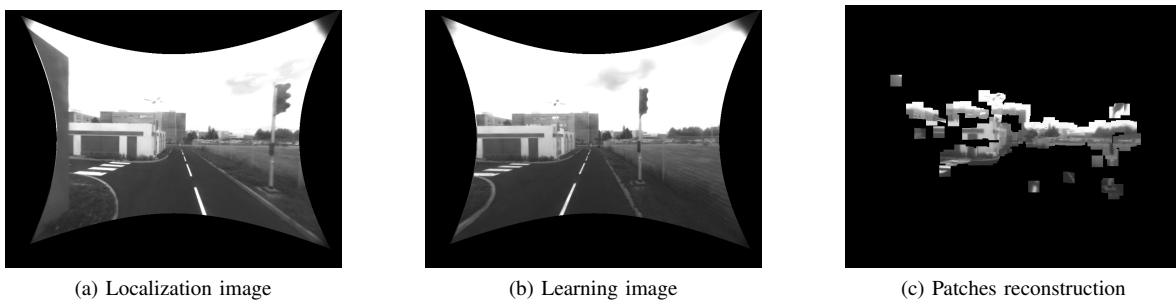 (a) Localization image
(b) Learning image
(c) Patches reconstruction